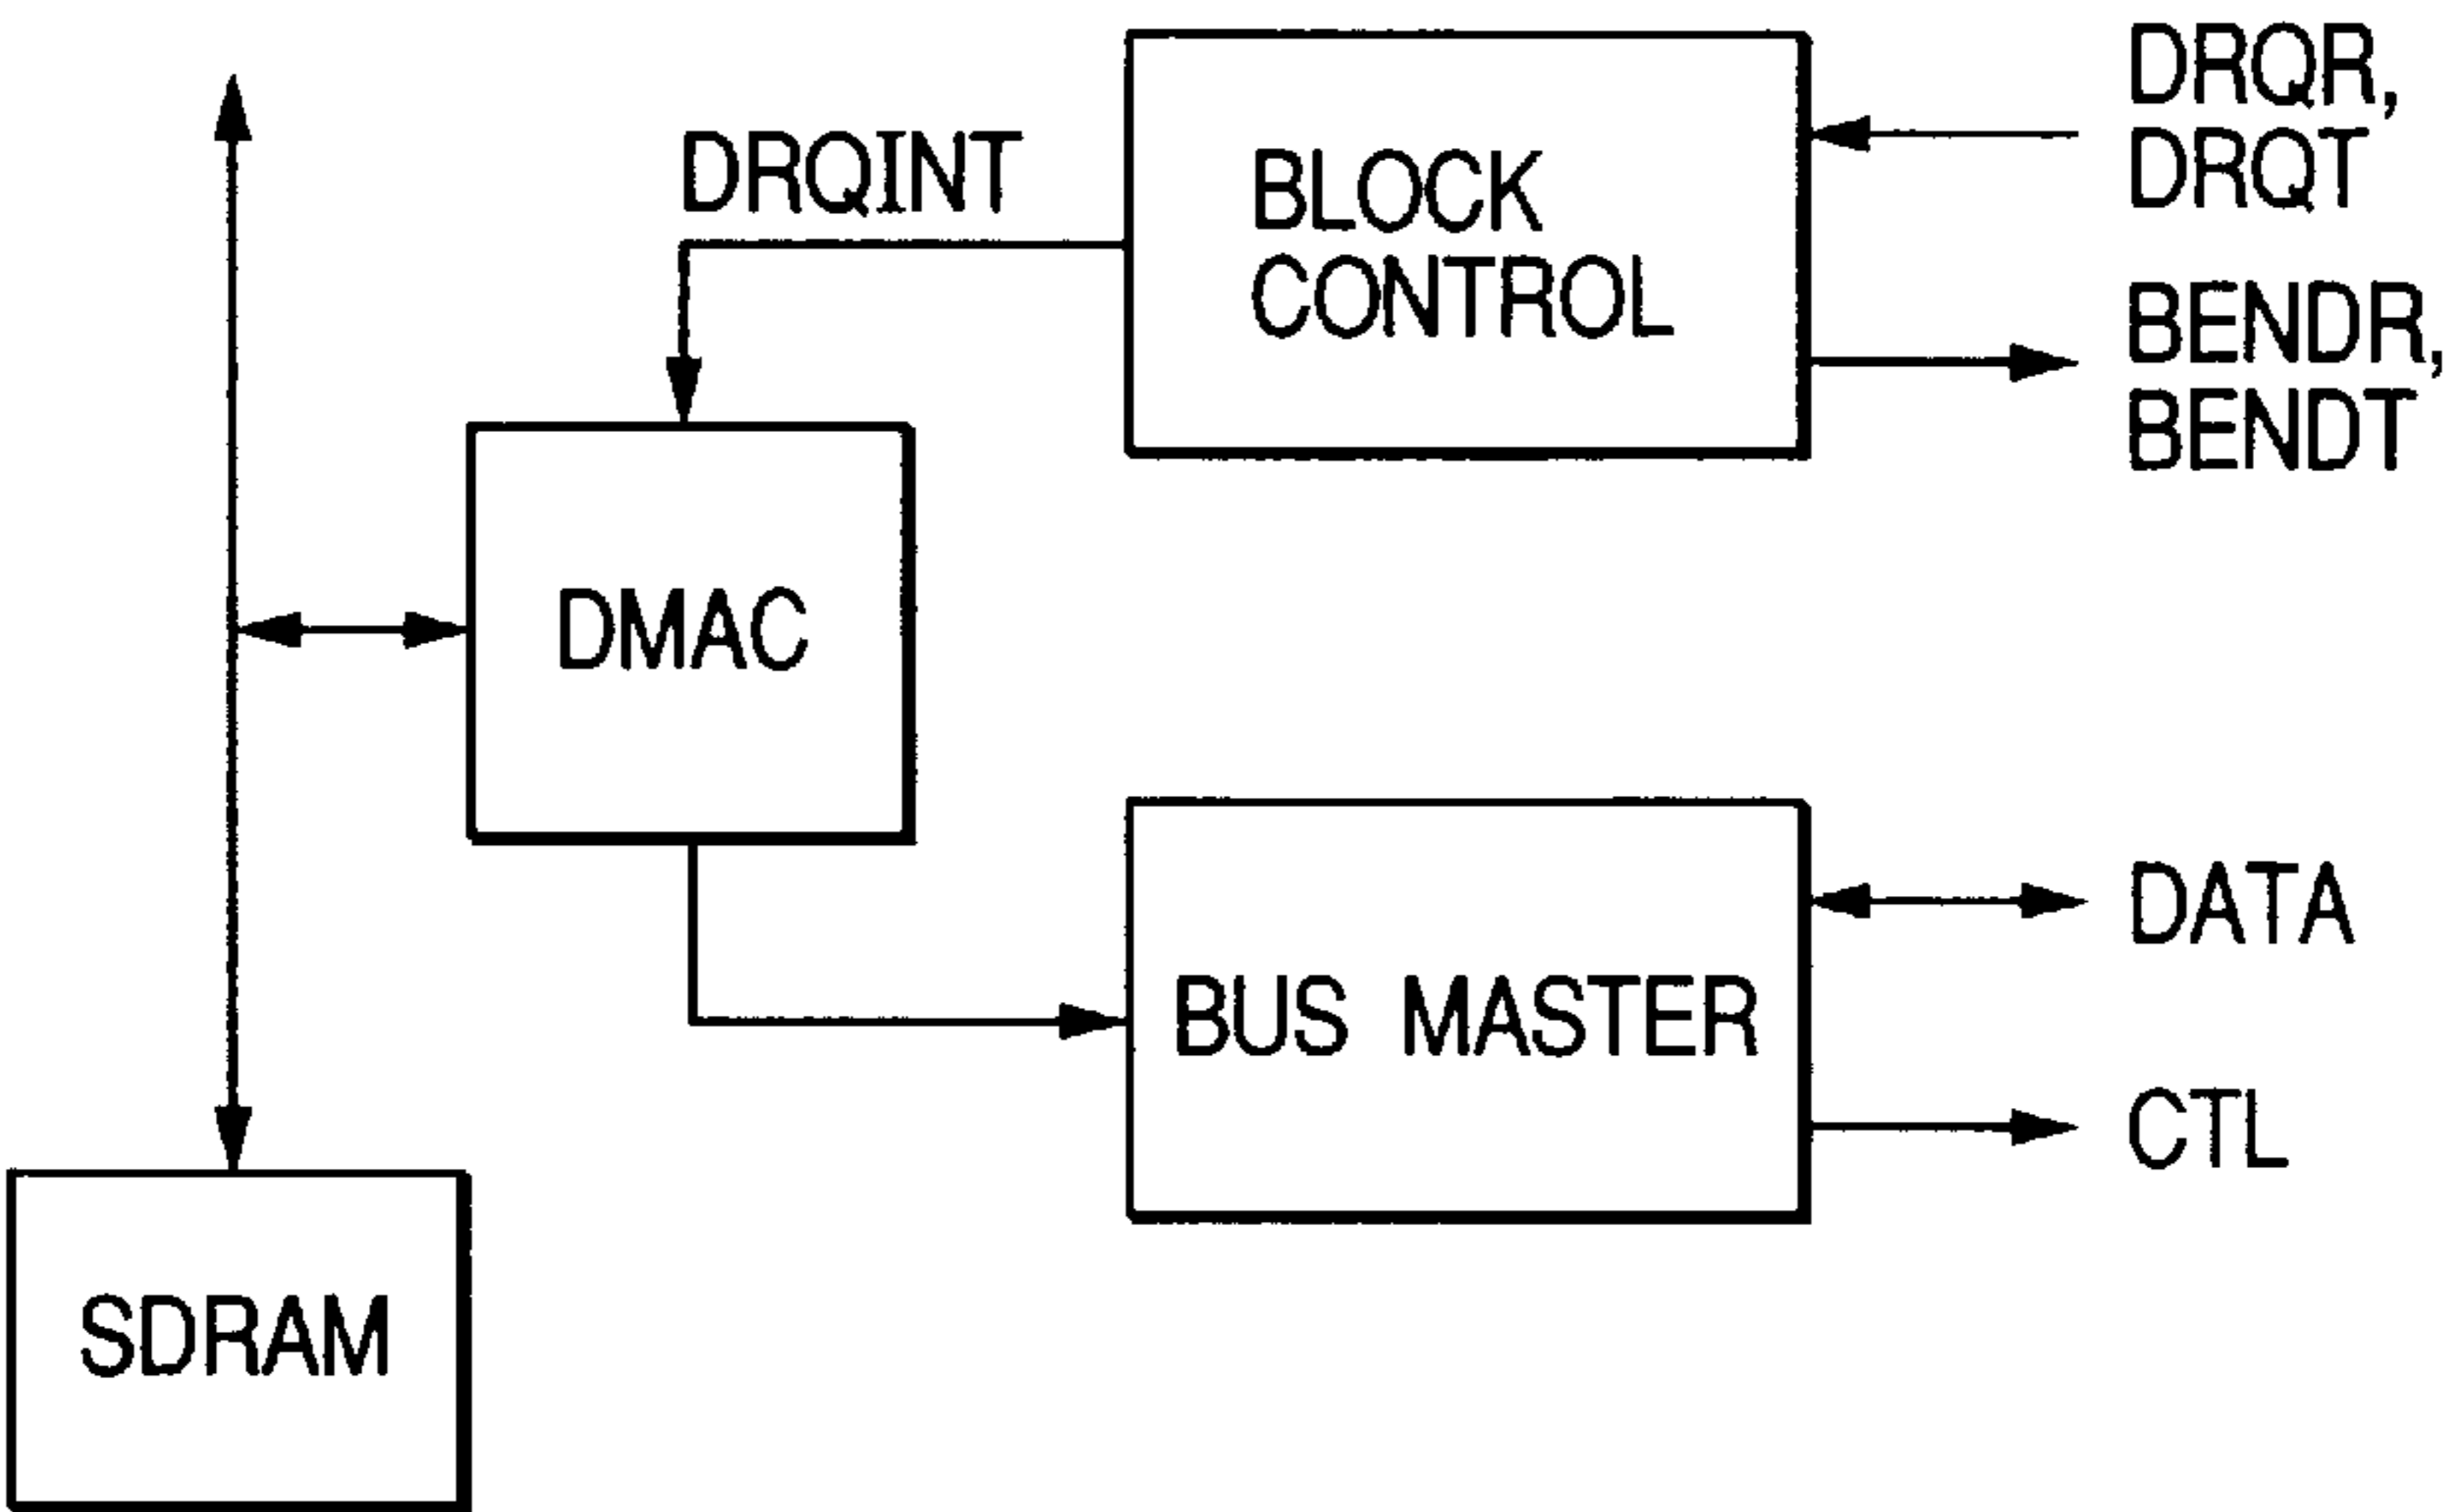 DRQR,
DRQT
DRQINT
BLOCK
CONTROL
BENDR,
BENDT
DMAC
DATA
BUS MASTER
CTL
SDRAM